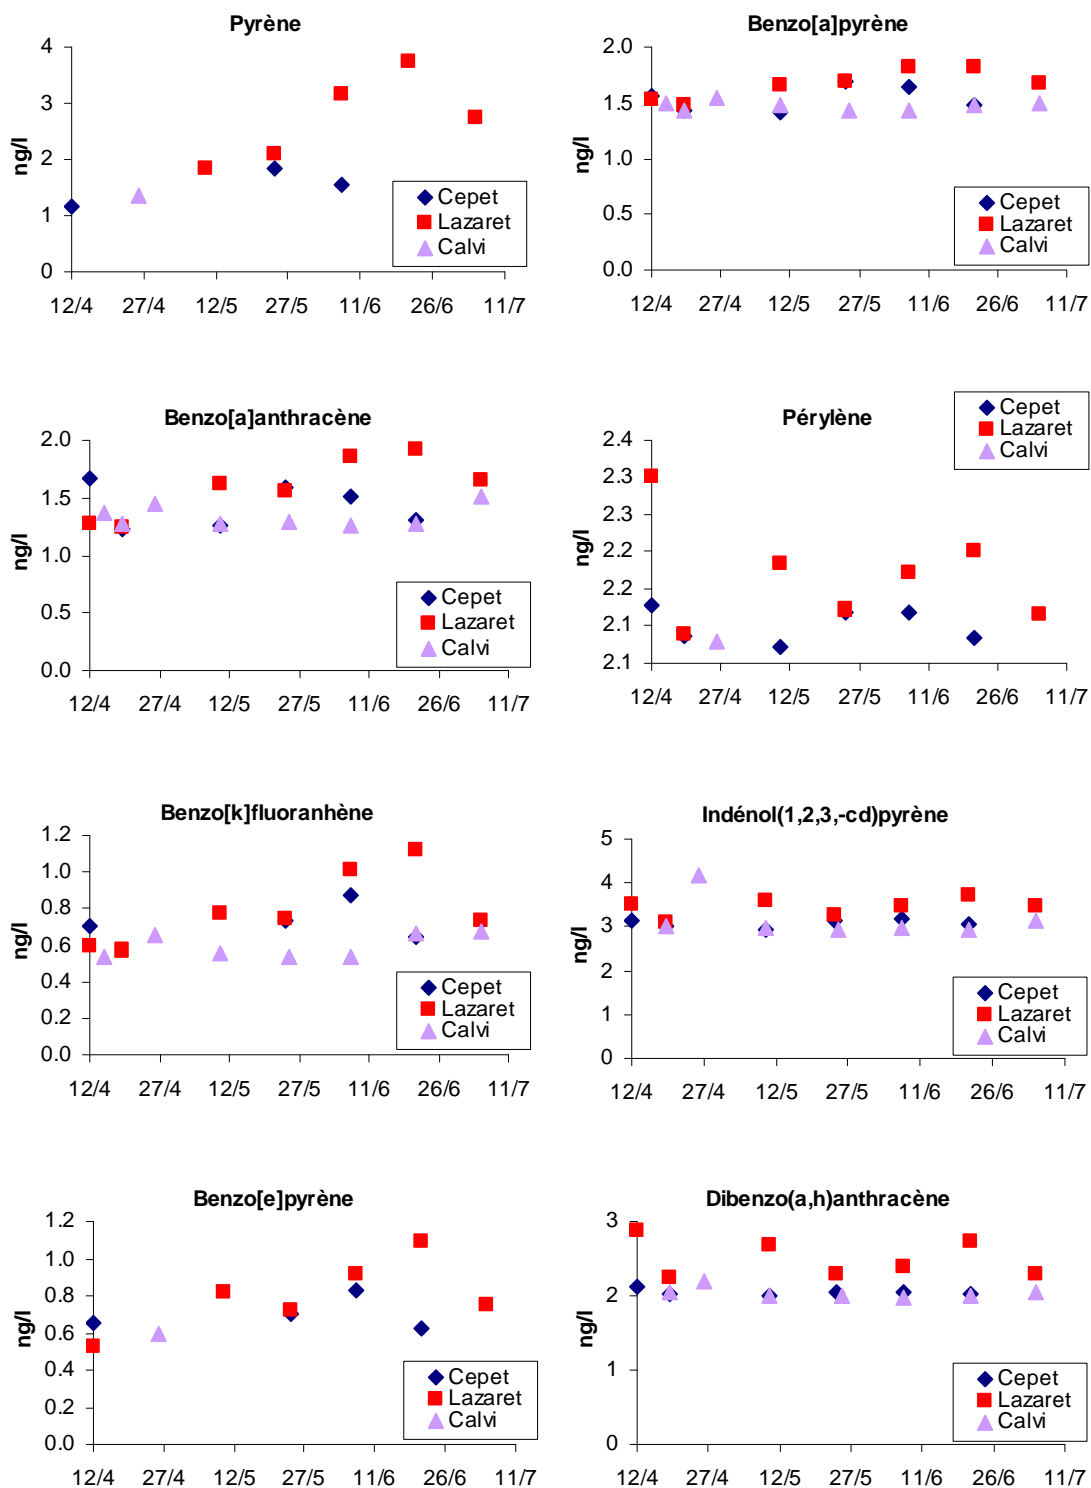 Pyrène
4
3
2
1
0
ng/l
12/4 27/4 12/5 27/5 11/6 26/6 11/7
Cepet
Lazaret
Calvi
Benzo[a]pyrène
2.0
1.5
1.0
0.5
0.0
ng/l
12/4 27/4 12/5 27/5 11/6 26/6 11/7
Cepet
Lazaret
Calvi
Benzo[a]anthracène
2.0
1.5
1.0
0.5
0.0
ng/l
12/4 27/4 12/5 27/5 11/6 26/6 11/7
Cepet
Lazaret
Calvi
Pérylène
2.4
2.3
2.3
2.2
2.2
2.1
2.1
ng/l
12/4 27/4 12/5 27/5 11/6 26/6 11/7
Cepet
Lazaret
Calvi
Benzo[k]fluoranhène
1.2
1.0
0.8
0.6
0.4
0.2
0.0
ng/l
12/4 27/4 12/5 27/5 11/6 26/6 11/7
Cepet
Lazaret
Calvi
Indénol(1,2,3,-cd)pyrène
5
4
3
2
1
0
ng/l
12/4 27/4 12/5 27/5 11/6 26/6 11/7
Cepet
Lazaret
Calvi
Benzo[e]pyrène
1.2
1.0
0.8
0.6
0.4
0.2
0.0
ng/l
12/4 27/4 12/5 27/5 11/6 26/6 11/7
Cepet
Lazaret
Calvi
Dibenzo(a,h)anthracène
3
2
1
0
ng/l
12/4 27/4 12/5 27/5 11/6 26/6 11/7
Cepet
Lazaret
Calvi